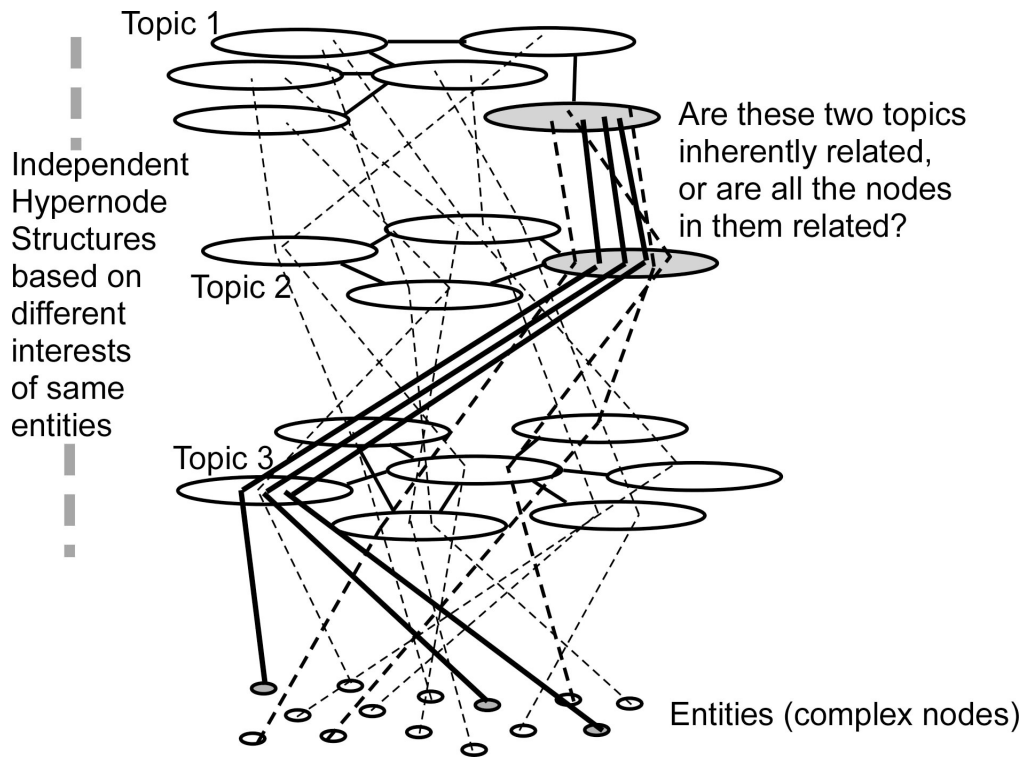 Topic 1
Are these two topics
inherently related,
or are all the nodes
in them related?
Independent
Hypernode
Structures
based on
different
interests
of same
entities
Topic 2
Topic 3
Entities (complex nodes)